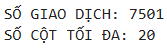 SỐ GIAO DỊCH: 7501
SỐ CỘT TỐI ĐA: 20